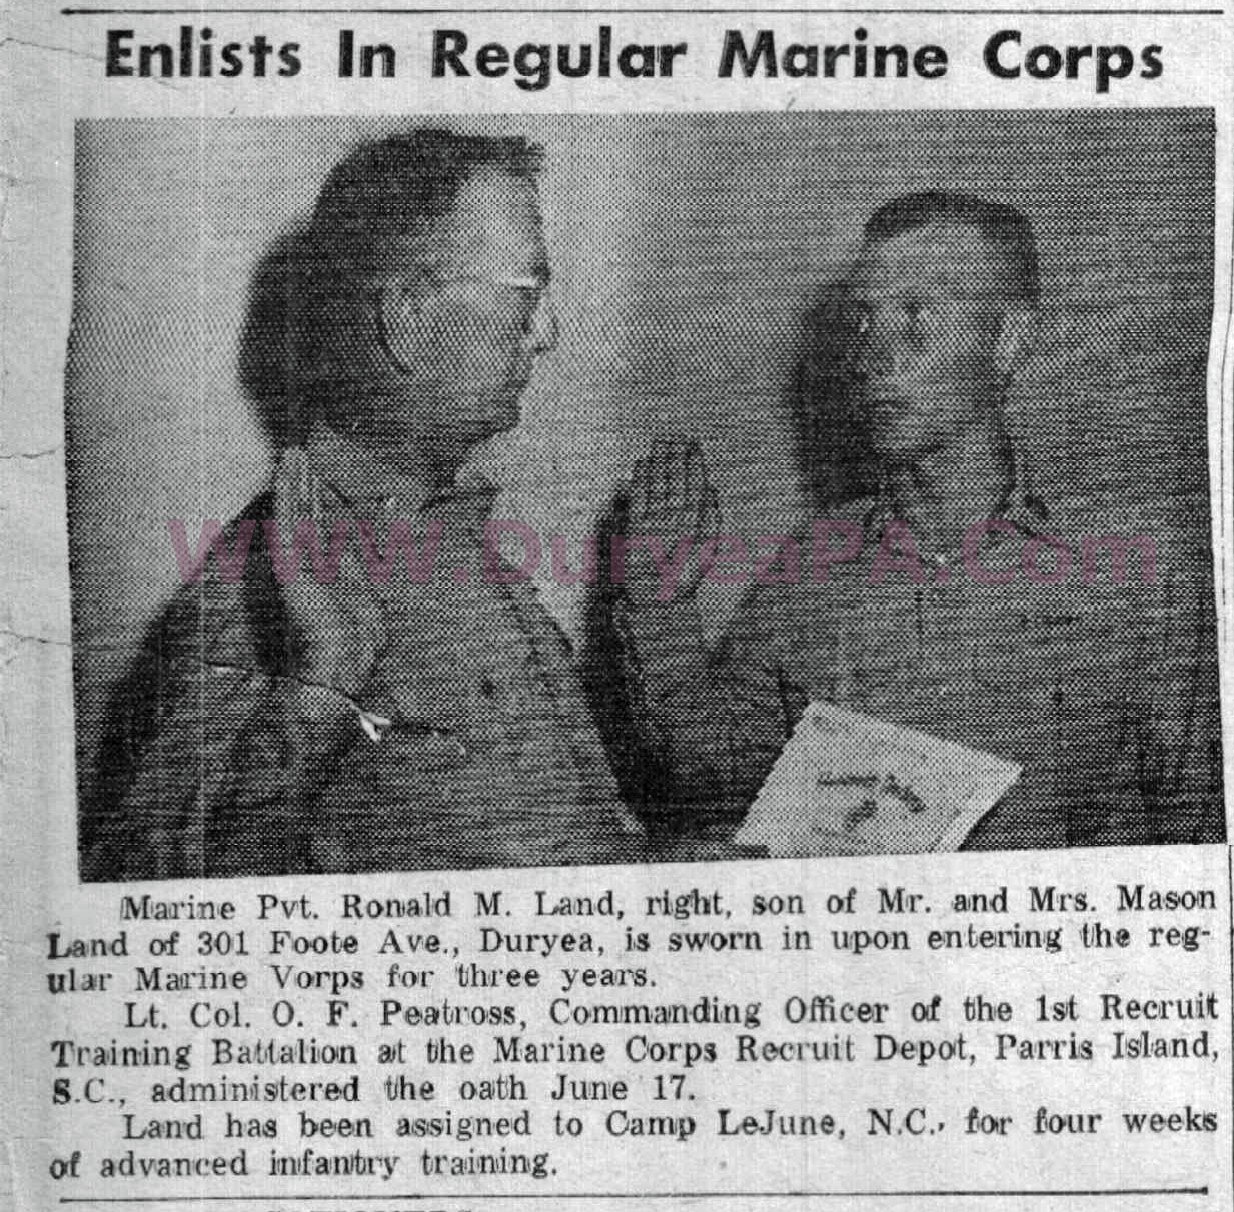 Enlists In Regular Marine Corps
WWW.DuryeaPA.Com
Marine Pvt. Ronald M. Land, right, son of Mr. and Mrs. Mason
Land of 301 Foote Ave., Duryea, is sworn in upon entering the reg-
ular Marine Vorps for three years.
Lt. Col. O. F. Peatross, Commanding Officer of the 1st Recruit
Training Battalion at the Marine Corps Recruit Depot, Parris Island,
S.C., administered the oath June 17.
Land has been assigned to Camp LeJune, N.C., for four weeks
of advanced infantry training.